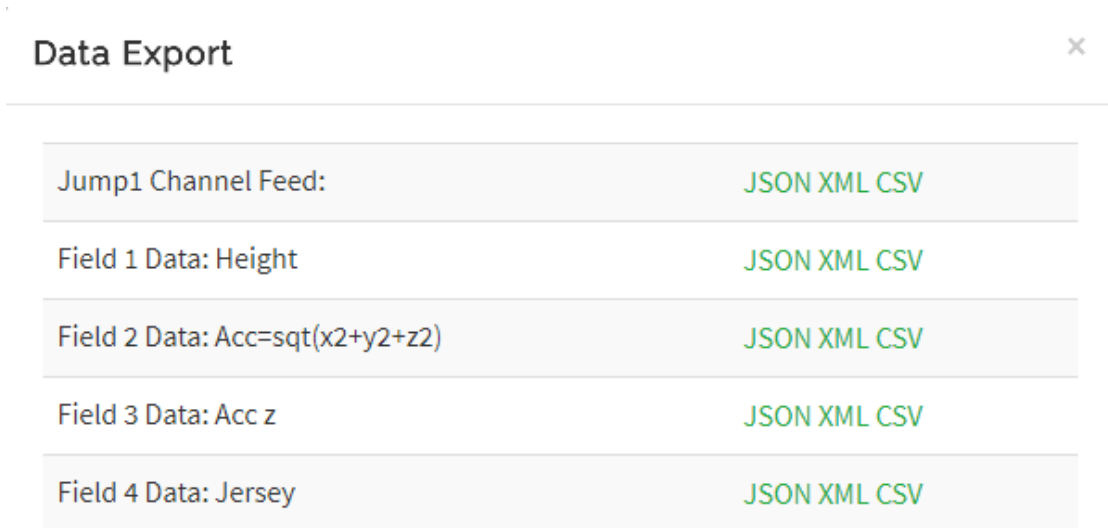 Data Export ×
Jump1 Channel Feed: JSON XML CSV
Field 1 Data: Height JSON XML CSV
Field 2 Data: Acc=sqt(x2+y2+z2) JSON XML CSV
Field 3 Data: Acc z JSON XML CSV
Field 4 Data: Jersey JSON XML CSV